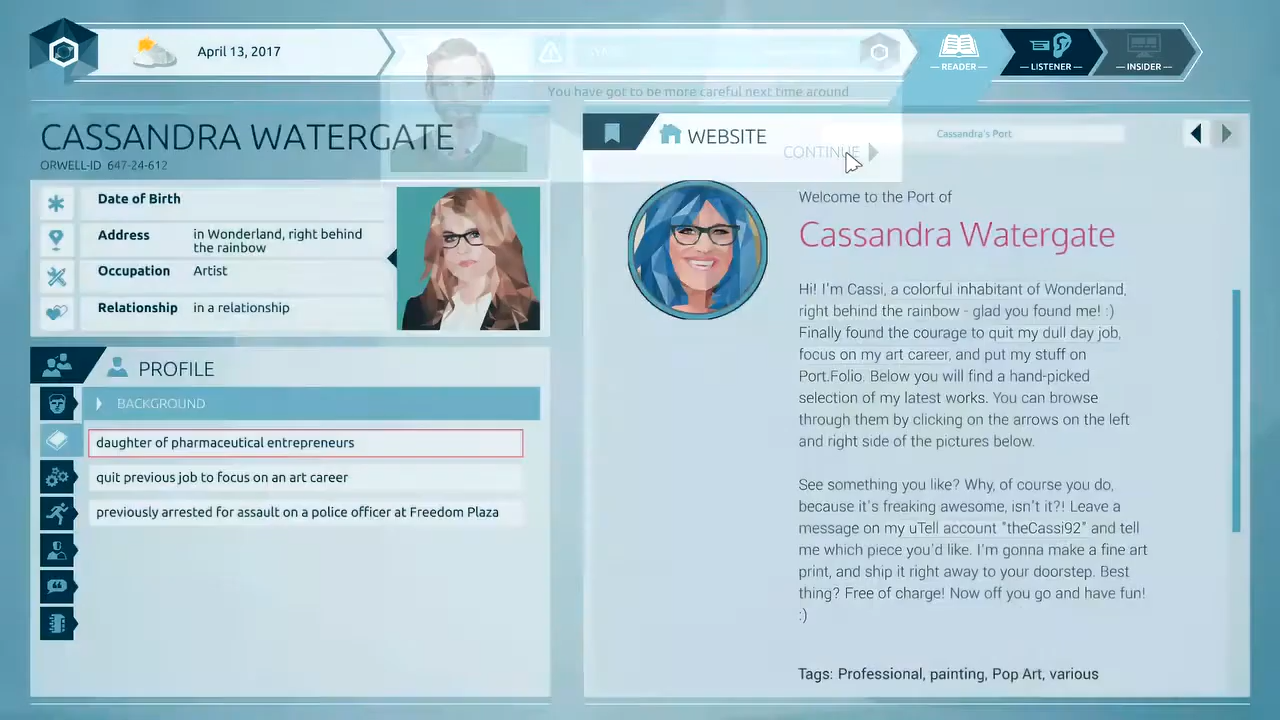 April 13, 2017
You have got to be more careful next time around
CONTINUE
— READER —
— LISTENER —
— INSIDER —
CASSANDRA WATERGATE
ORWELL-ID 647-24-612
Date of Birth
Address in Wonderland, right behind
the rainbow
Occupation Artist
Relationship in a relationship
PROFILE
BACKGROUND
daughter of pharmaceutical entrepreneurs
quit previous job to focus on an art career
previously arrested for assault on a police officer at Freedom Plaza
WEBSITE
Cassandra's Port
Welcome to the Port of
Cassandra Watergate
Hi! I'm Cassi, a colorful inhabitant of Wonderland,
right behind the rainbow - glad you found me! :)
Finally found the courage to quit my dull day job,
focus on my art career, and put my stuff on
Port.Folio. Below you will find a hand-picked
selection of my latest works. You can browse
through them by clicking on the arrows on the left
and right side of the pictures below.
See something you like? Why, of course you do,
because it's freaking awesome, isn't it?! Leave a
message on my uTell account "theCassi92" and tell
me which piece you'd like. I'm gonna make a fine art
print, and ship it right away to your doorstep. Best
thing? Free of charge! Now off you go and have fun!
:)
Tags: Professional, painting, Pop Art, various